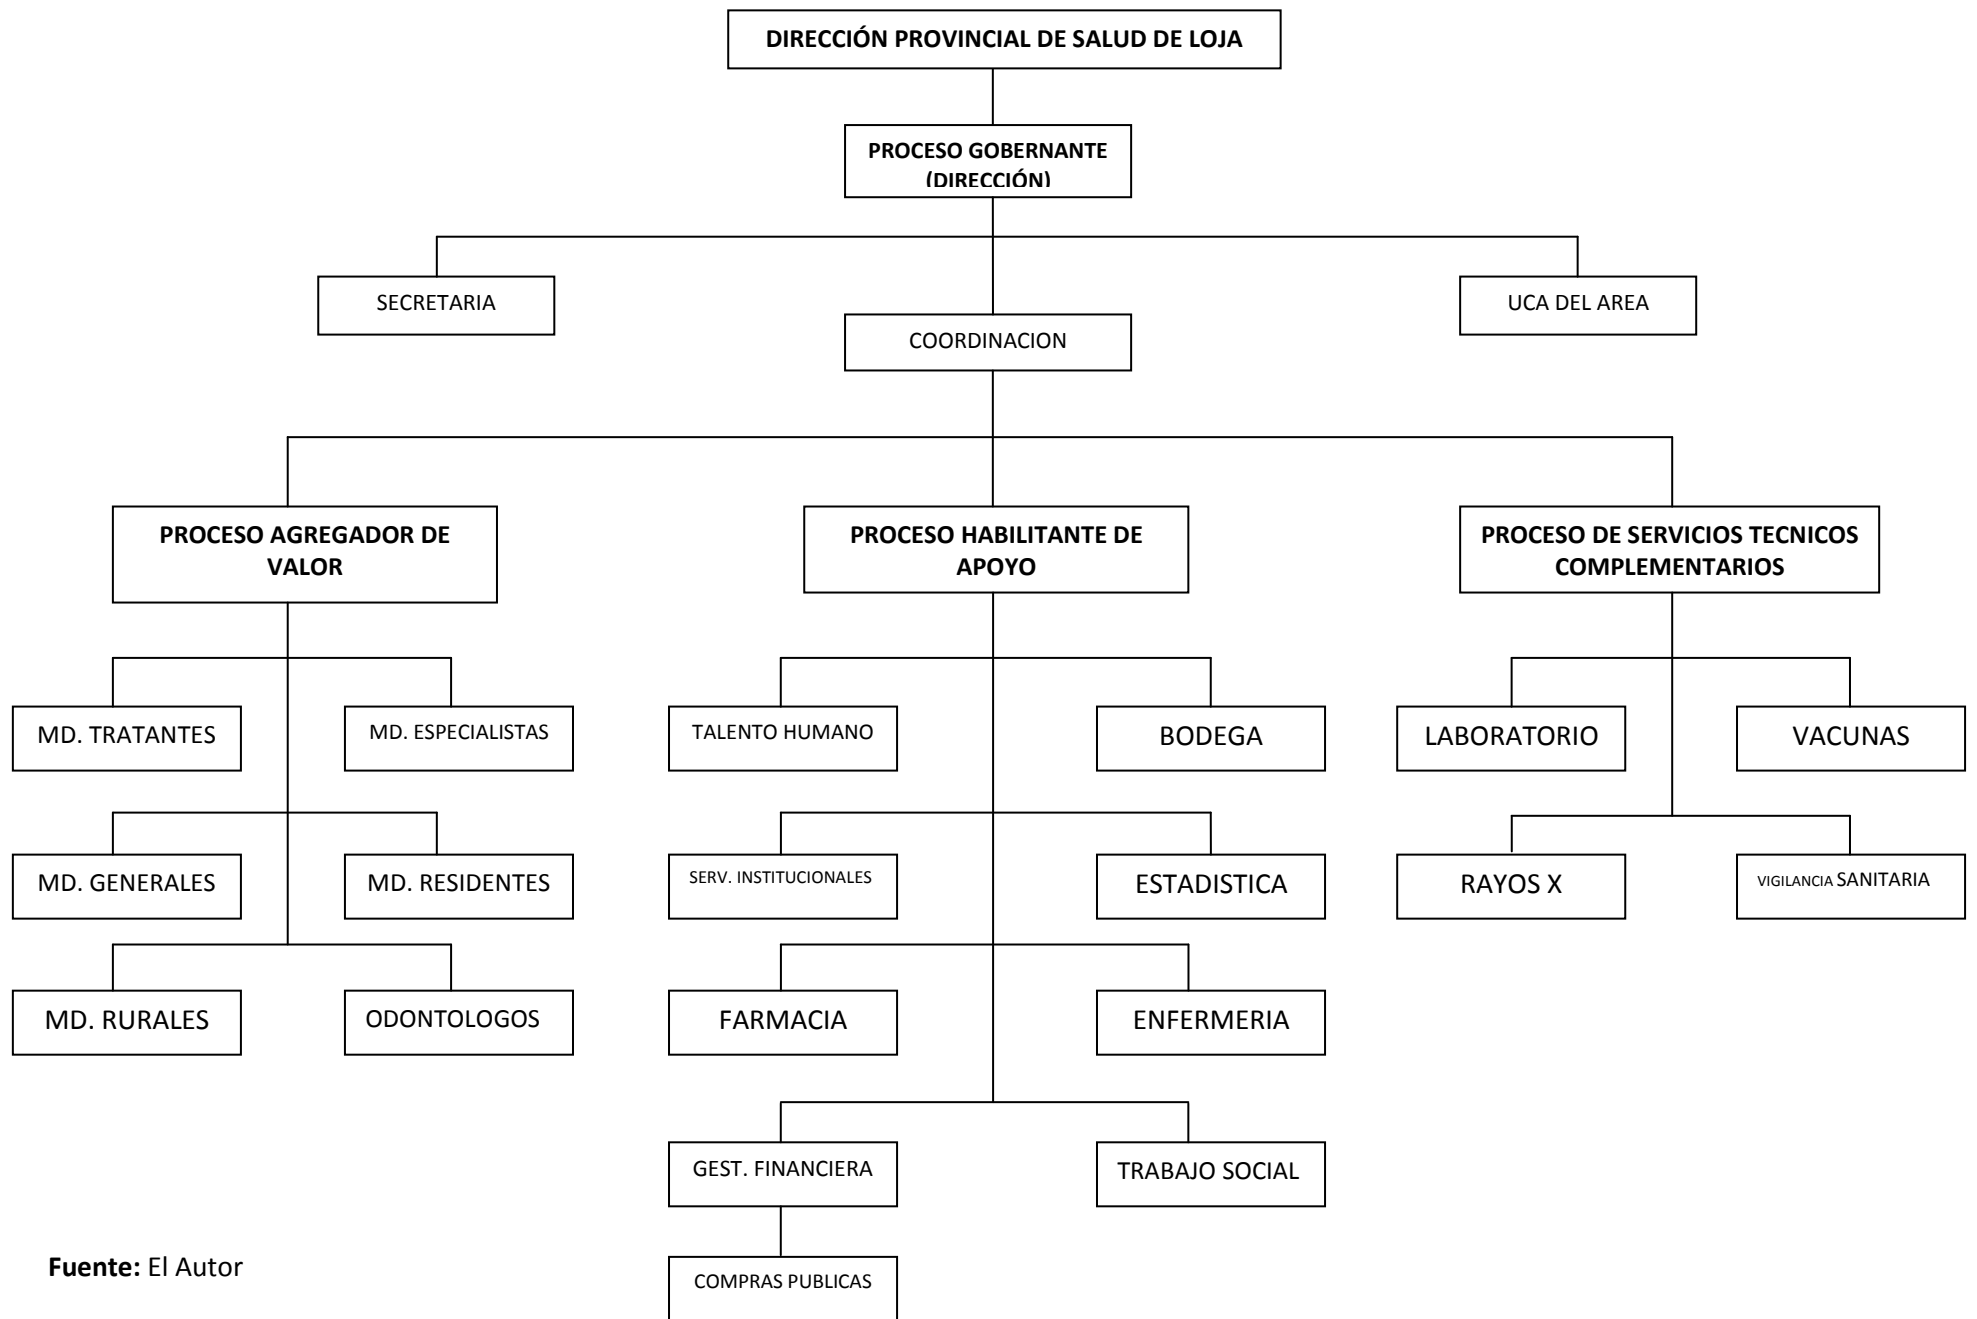 DIRECCIÓN PROVINCIAL DE SALUD DE LOJA
PROCESO GOBERNANTE
(DIRECCIÓN)
SECRETARIA
UCA DEL AREA
COORDINACION
PROCESO AGREGADOR DE
VALOR
PROCESO HABILITANTE DE
APOYO
PROCESO DE SERVICIOS TECNICOS
COMPLEMENTARIOS
MD. TRATANTES
MD. ESPECIALISTAS
TALENTO HUMANO
BODEGA
LABORATORIO
VACUNAS
MD. GENERALES
MD. RESIDENTES
SERV. INSTITUCIONALES
ESTADISTICA
RAYOS X
VIGILANCIA SANITARIA
MD. RURALES
ODONTOLOGOS
FARMACIA
ENFERMERIA
GEST. FINANCIERA
TRABAJO SOCIAL
Fuente: El Autor
COMPRAS PUBLICAS